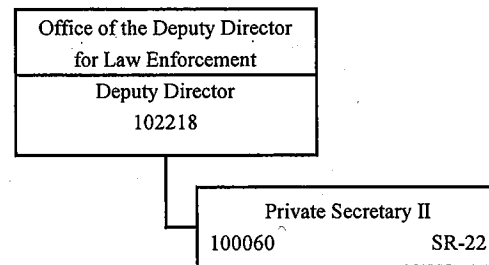 Office of the Deputy Director
for Law Enforcement
Deputy Director
102218
Private Secretary II
100060 SR-22